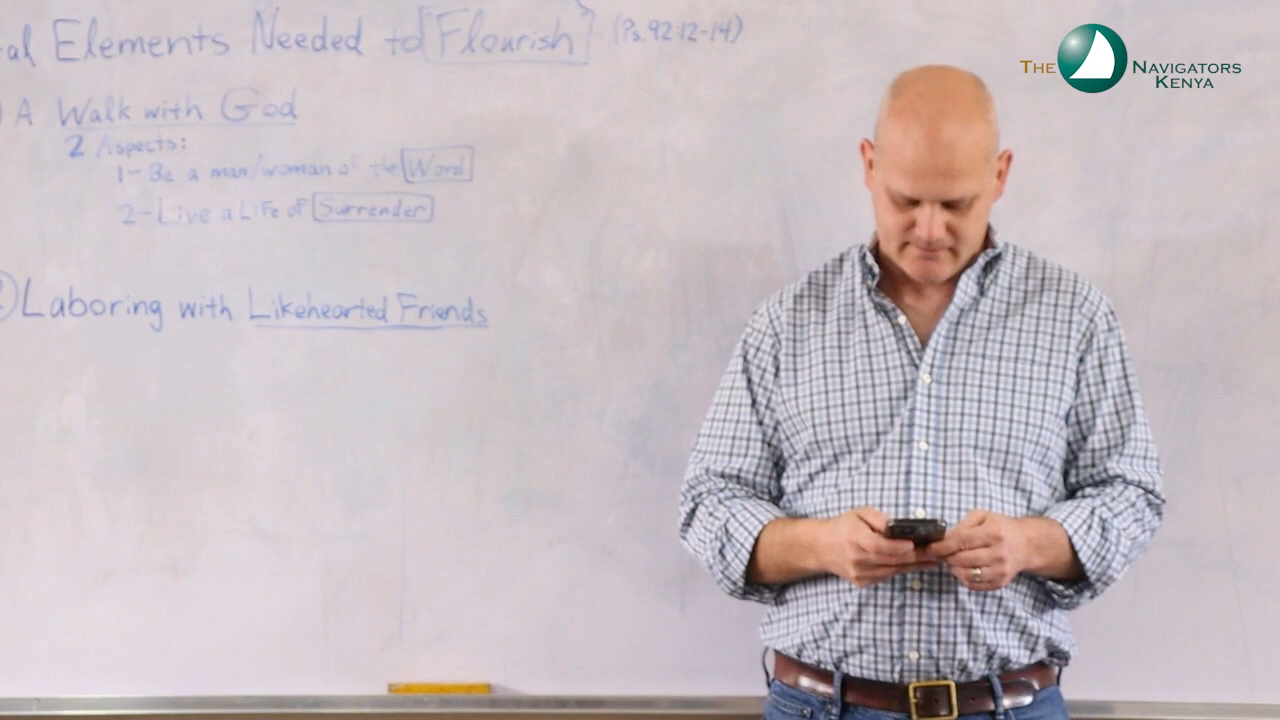 al Elements Needed to Flourish (Ps. 92:12-14)
A Walk with God
2 Aspects:
1- Be a man/woman of the Word
2- Live a Life of Surrender
Laboring with Likehearted Friends
THE NAVIGATORS
KENYA